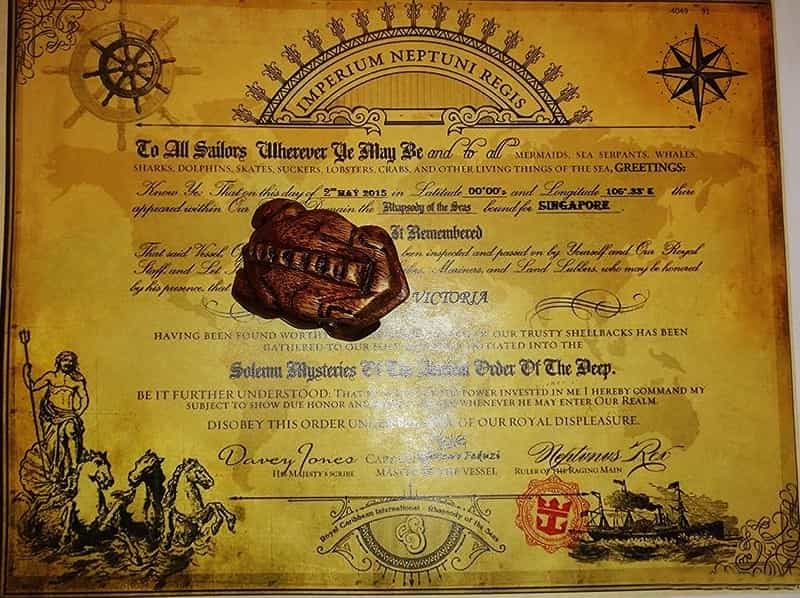 4049 91
IMPERIUM NEPTUNI REGIS
To All Sailors Wherever Ye May Be and to all MERMAIDS, SEA SERPANTS, WHALES,
SHARKS, DOLPHINS, SKATES, SUCKERS, LOBSTERS, CRABS, AND OTHER LIVING THINGS OF THE SEA, GREETINGS:
Know Ye: That on this day of 2ND MAY 2015 in Latitude 00°00's and Longitude 106°.33' E there
appeared within Our Domain the Rhapsody of the Seas bound for SINGAPORE
It Remembered
That said Vessel, been inspected and passed on by Yourself and Our Royal
Staff, and Let Mariners, and Land Lubbers, who may be honored
by his presence, that
VICTORIA
HAVING BEEN FOUND WORTH OUR TRUSTY SHELLBACKS HAS BEEN
GATHERED TO OUR INITIATED INTO THE
Solemn Mysteries Of The Ancient Order Of The Deep.
BE IT FURTHER UNDERSTOOD: THAT POWER INVESTED IN ME I HEREBY COMMAND MY
SUBJECT TO SHOW DUE HONOR AND WHENEVER HE MAY ENTER OUR REALM.
DISOBEY THIS ORDER UNDER OF OUR ROYAL DISPLEASURE.
Davey Jones Neptunus Rex
HIS MAJESTY'S SCRIBE MASTER OF THE VESSEL RULER OF THE RAGING MAIN
Royal Caribbean International - Rhapsody of the Seas